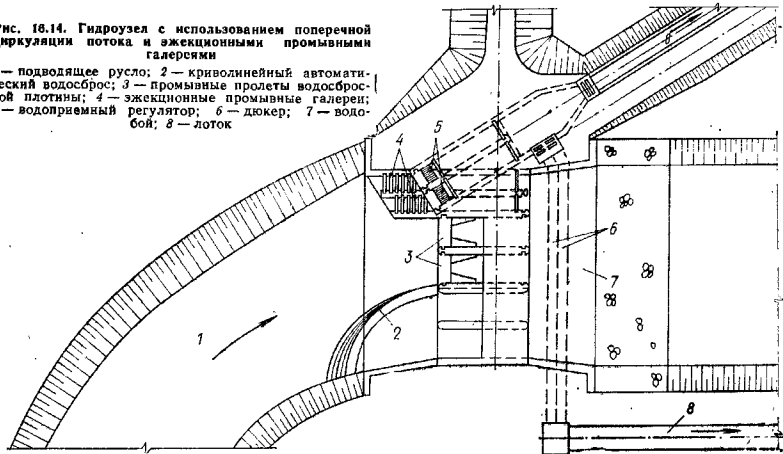 Рис. 18.14. Гидроузел с использованием поперечной
циркуляции потока и эжекционными промывными
галереями
— подводящее русло; 2 — криволинейный автомати-
ческий водосброс; 3 — промывные пролеты водосброс-
ой плотины; 4 — эжекционные промывные галереи;
— водоприемный регулятор; 6 — дюкер; 7 — водо-
бой; 8 — лоток
8
4
5
3
6
7
2
1
8